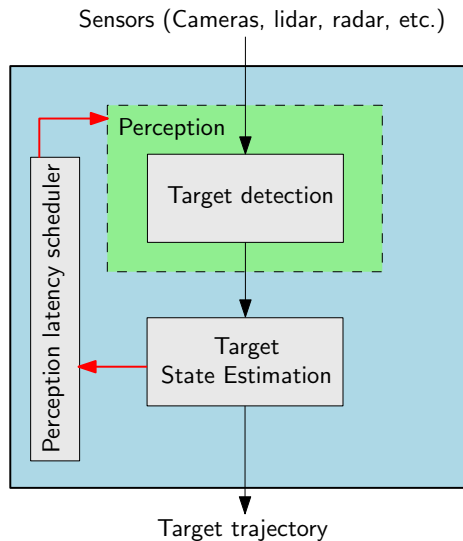 Sensors (Cameras, lidar, radar, etc.)
Perception
Target detection
Perception latency scheduler
Target
State Estimation
Target trajectory